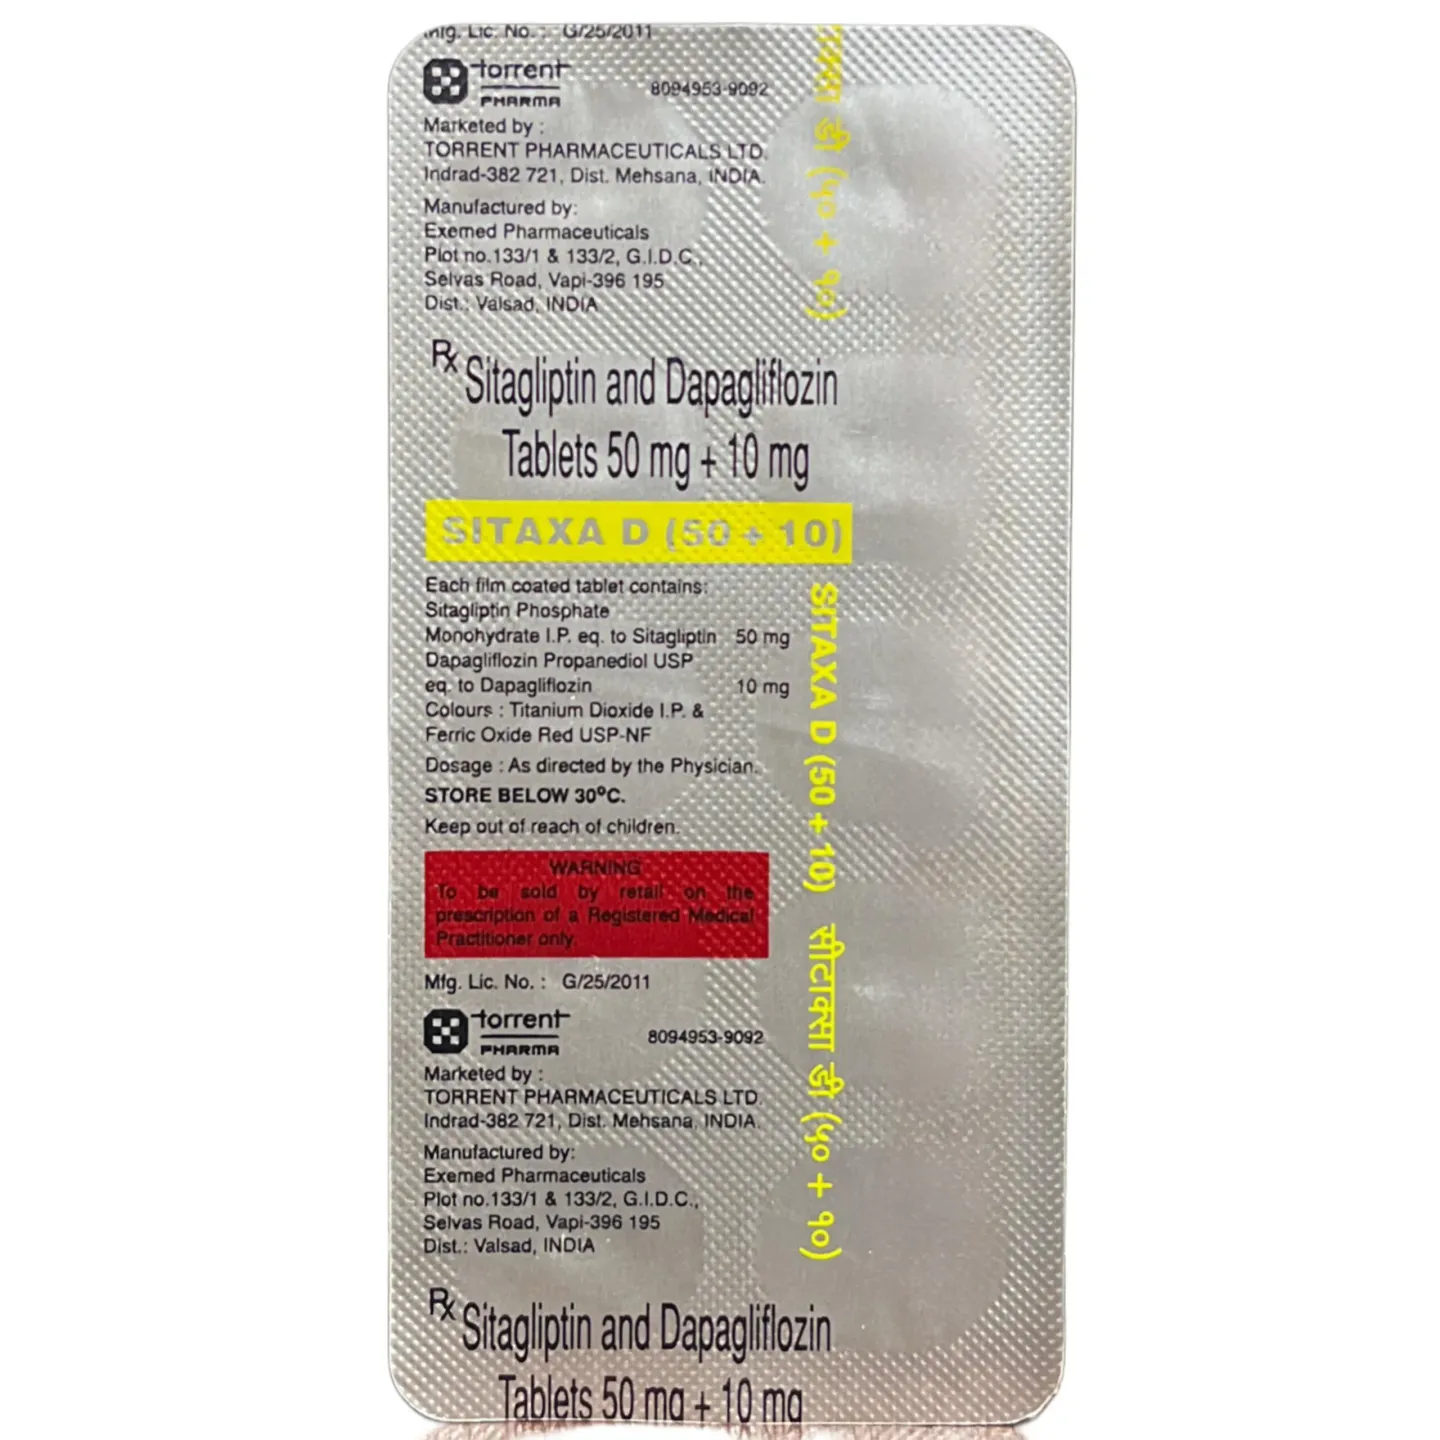 Mfg. Lic. No. : G/25/2011
torrent
PHARMA
8094953-9092
Marketed by :
TORRENT PHARMACEUTICALS LTD.
Indrad-382 721, Dist. Mehsana, INDIA.
Manufactured by:
Exemed Pharmaceuticals
Plot no.133/1 & 133/2, G.I.D.C.,
Selvas Road, Vapi-396 195
Dist.: Valsad, INDIA
Rx Sitagliptin and Dapagliflozin
Tablets 50 mg + 10 mg
SITAXA D (50 + 10)
Each film coated tablet contains:
Sitagliptin Phosphate
Monohydrate I.P. eq. to Sitagliptin 50 mg
Dapagliflozin Propanediol USP
eq. to Dapagliflozin 10 mg
Colours : Titanium Dioxide I.P. &
Ferric Oxide Red USP-NF
Dosage : As directed by the Physician.
STORE BELOW 30°C.
Keep out of reach of children.
WARNING
To be sold by retail on the
prescription of a Registered Medical
Practitioner only.
Mfg. Lic. No. : G/25/2011
torrent
PHARMA
8094953-9092
Marketed by :
TORRENT PHARMACEUTICALS LTD.
Indrad-382 721, Dist. Mehsana, INDIA.
Manufactured by:
Exemed Pharmaceuticals
Plot no.133/1 & 133/2, G.I.D.C.,
Selvas Road, Vapi-396 195
Dist.: Valsad, INDIA
Rx Sitagliptin and Dapagliflozin
Tablets 50 mg + 10 mg
डी (५० + १०)
SITAXA D (50 + 10) सीटाक्सा डी (५० + १०)